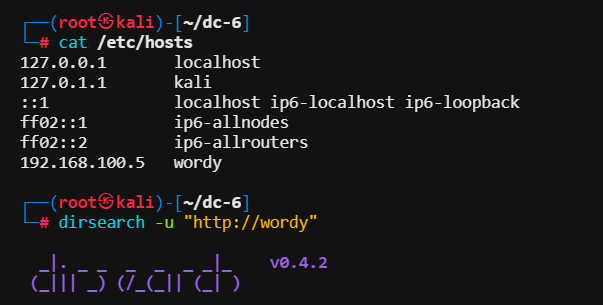 ┌──(root㉿kali)-[~/dc-6]
└─# cat /etc/hosts
127.0.0.1       localhost
127.0.1.1       kali
::1             localhost ip6-localhost ip6-loopback
ff02::1         ip6-allnodes
ff02::2         ip6-allrouters
192.168.100.5   wordy
┌──(root㉿kali)-[~/dc-6]
└─# dirsearch -u "http://wordy"
  _|. _ _  _  _  _ _|_    v0.4.2
 (_||| _) (/_(_|| (_| )